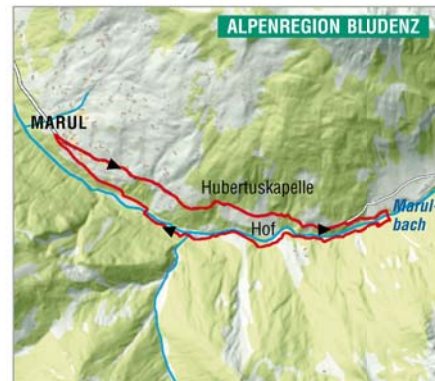 ALPENREGION BLUDENZ
MARUL
Hubertuskapelle
Hof
Marul-
bach